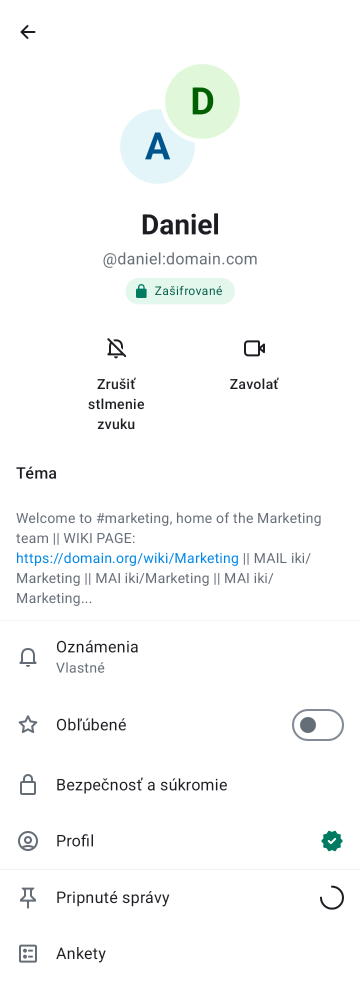 D
A
Daniel
@daniel:domain.com
Zašifrované
Zrušiť
stlmenie
zvuku
Zavolať
Téma
Welcome to #marketing, home of the Marketing
team || WIKI PAGE:
https://domain.org/wiki/Marketing || MAIL iki/
Marketing || MAI iki/Marketing || MAI iki/
Marketing...
Oznámenia
Vlastné
Obľúbené
Bezpečnosť a súkromie
Profil
Pripnuté správy
Ankety